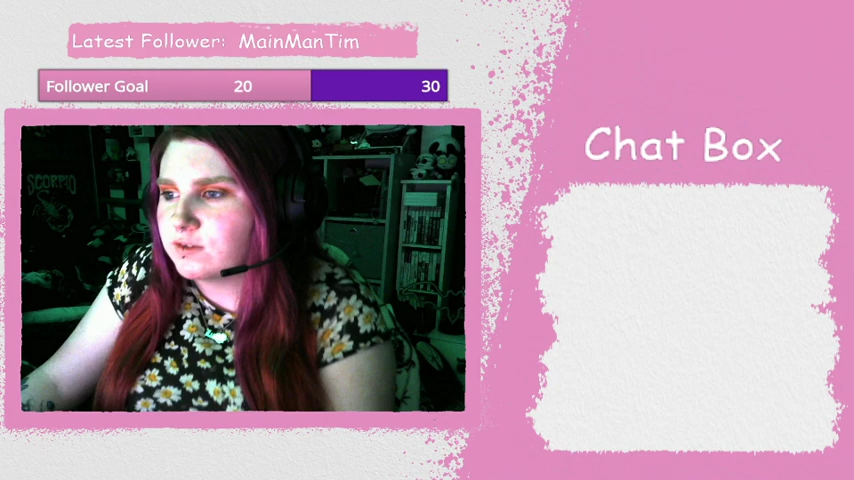 Latest Follower: MainManTim
Follower Goal 20 30
SCORPIO
Chat Box